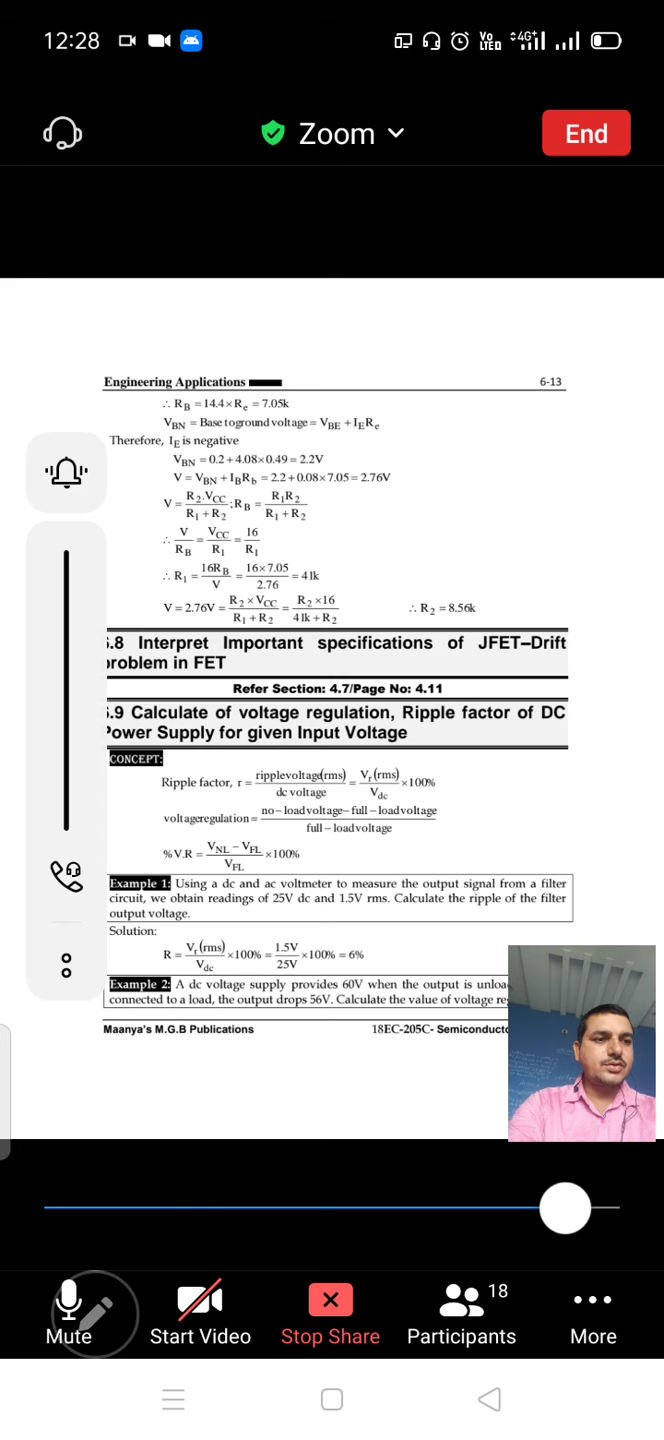 12:28 Vo LTED 4G+
Zoom End
Engineering Applications 6-13
∴ R_B = 14.4×R_e = 7.05k
V_BN = Base to ground voltage = V_BE + I_E R_e
Therefore, I_E is negative
V_BN = 0.2 + 4.08×0.49 = 2.2V
V = V_BN + I_B R_b = 2.2 + 0.08×7.05 = 2.76V
V = R_2.V_CC / R_1 + R_2 ; R_B = R_1 R_2 / R_1 + R_2
∴ V / R_B = V_CC / R_1 = 16 / R_1
∴ R_1 = 16R_B / V = 16×7.05 / 2.76 = 41k
V = 2.76V = R_2 × V_CC / R_1 + R_2 = R_2 ×16 / 41k + R_2 ∴ R_2 = 8.56k
.8 Interpret Important specifications of JFET–Drift
problem in FET
Refer Section: 4.7/Page No: 4.11
.9 Calculate of voltage regulation, Ripple factor of DC
Power Supply for given Input Voltage
CONCEPT:
Ripple factor, r = ripple voltage(rms) / dc voltage = V_r (rms) / V_dc ×100%
voltage regulation = no – load voltage – full – load voltage / full – load voltage
%V.R = V_NL – V_FL / V_FL ×100%
Example 1: Using a dc and ac voltmeter to measure the output signal from a filter
circuit, we obtain readings of 25V dc and 1.5V rms. Calculate the ripple of the filter
output voltage.
Solution:
R = V_r (rms) / V_dc ×100% = 1.5V / 25V ×100% = 6%
Example 2: A dc voltage supply provides 60V when the output is unloa
connected to a load, the output drops 56V. Calculate the value of voltage re
Maanya's M.G.B Publications 18EC-205C- Semiconducto
Mute Start Video Stop Share Participants 18 More